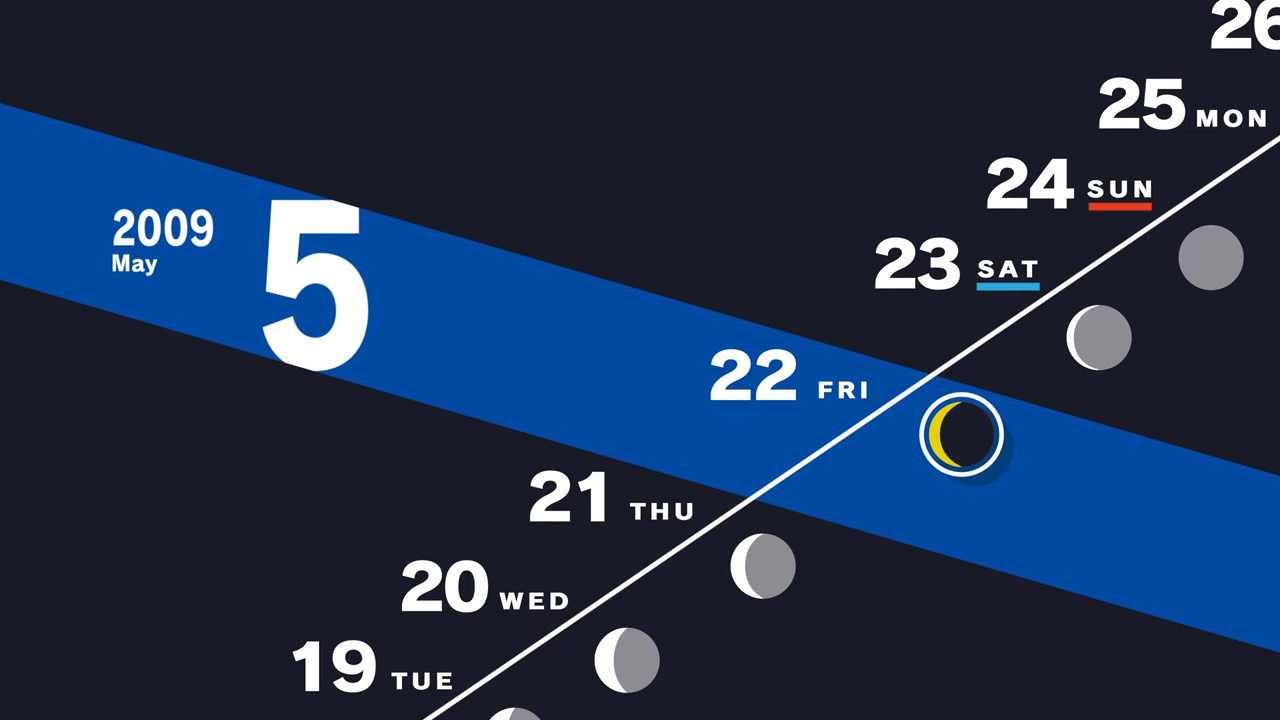 26
25 MON
24 SUN
23 SAT
2009
May
5
22 FRI
21 THU
20 WED
19 TUE